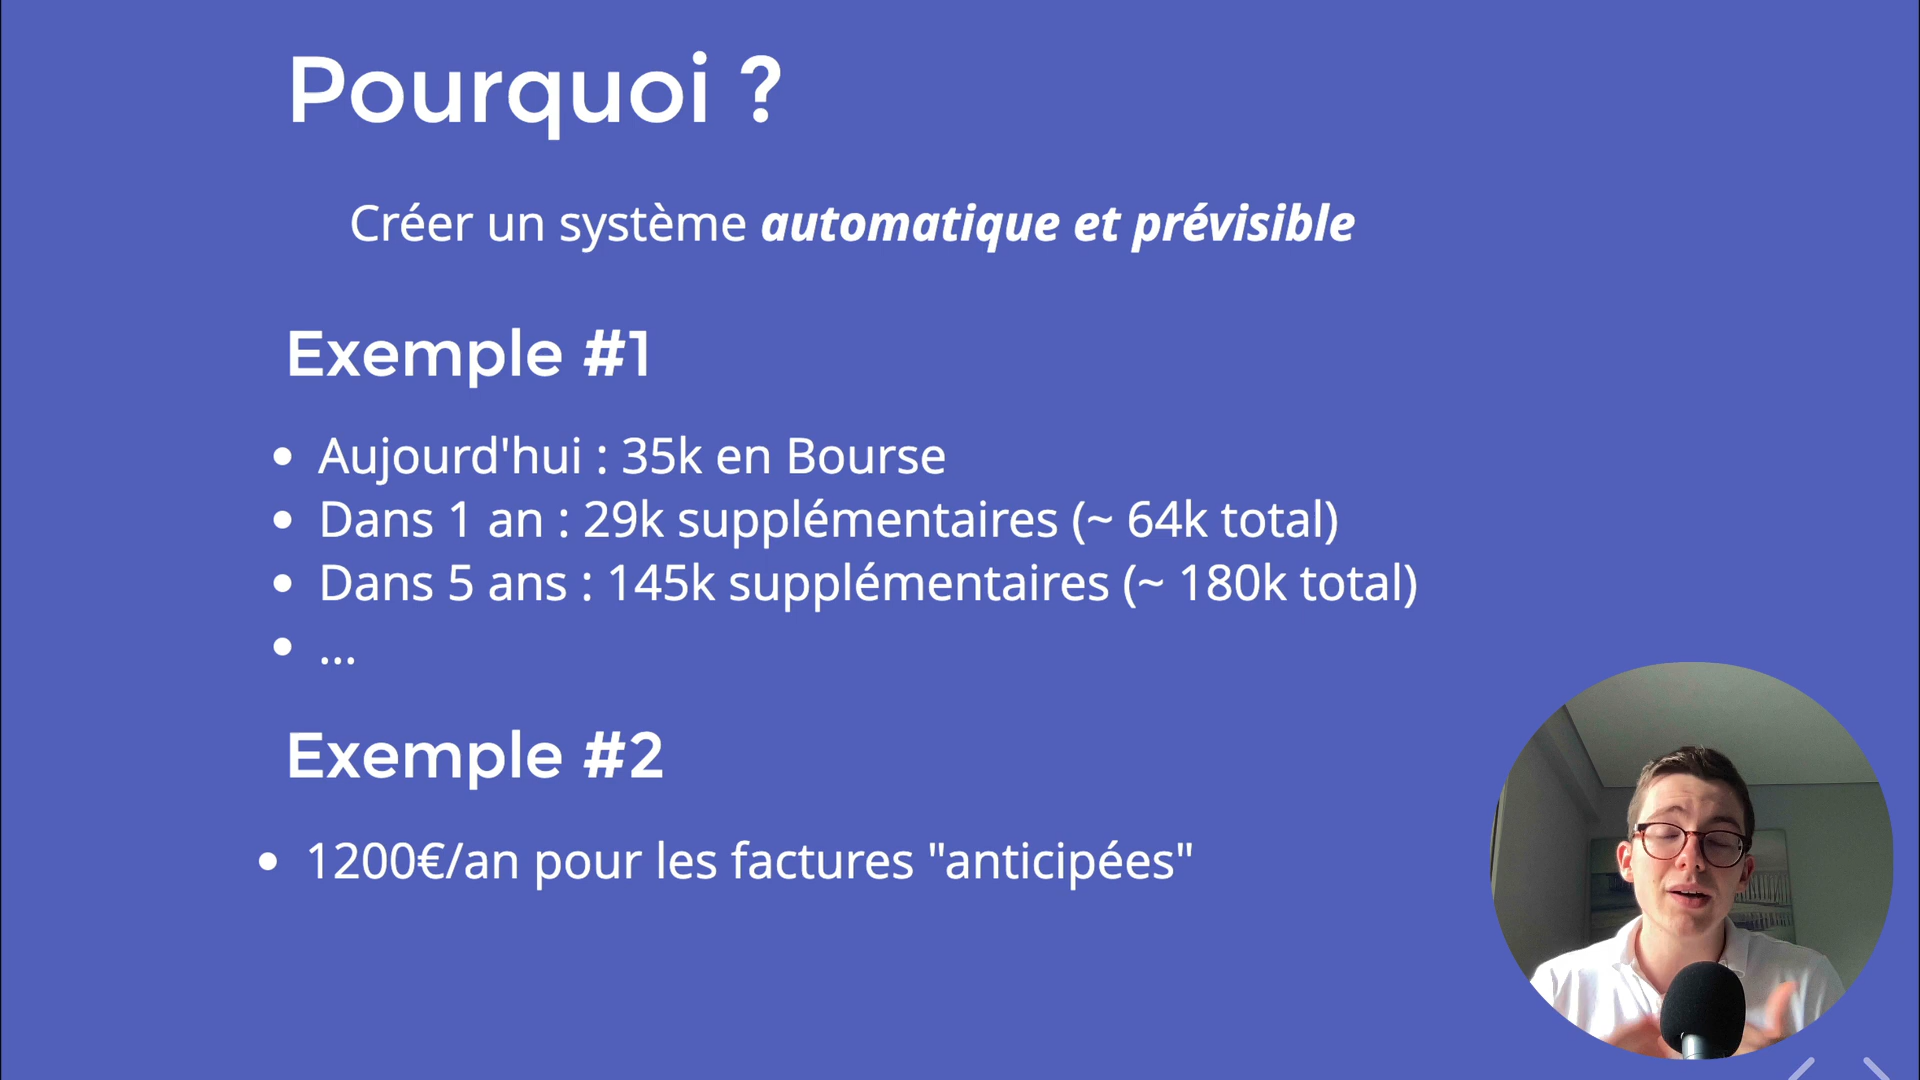 Pourquoi ?
Créer un système automatique et prévisible
Exemple #1
• Aujourd'hui : 35k en Bourse
• Dans 1 an : 29k supplémentaires (~ 64k total)
• Dans 5 ans : 145k supplémentaires (~ 180k total)
• ...
Exemple #2
• 1200€/an pour les factures "anticipées"